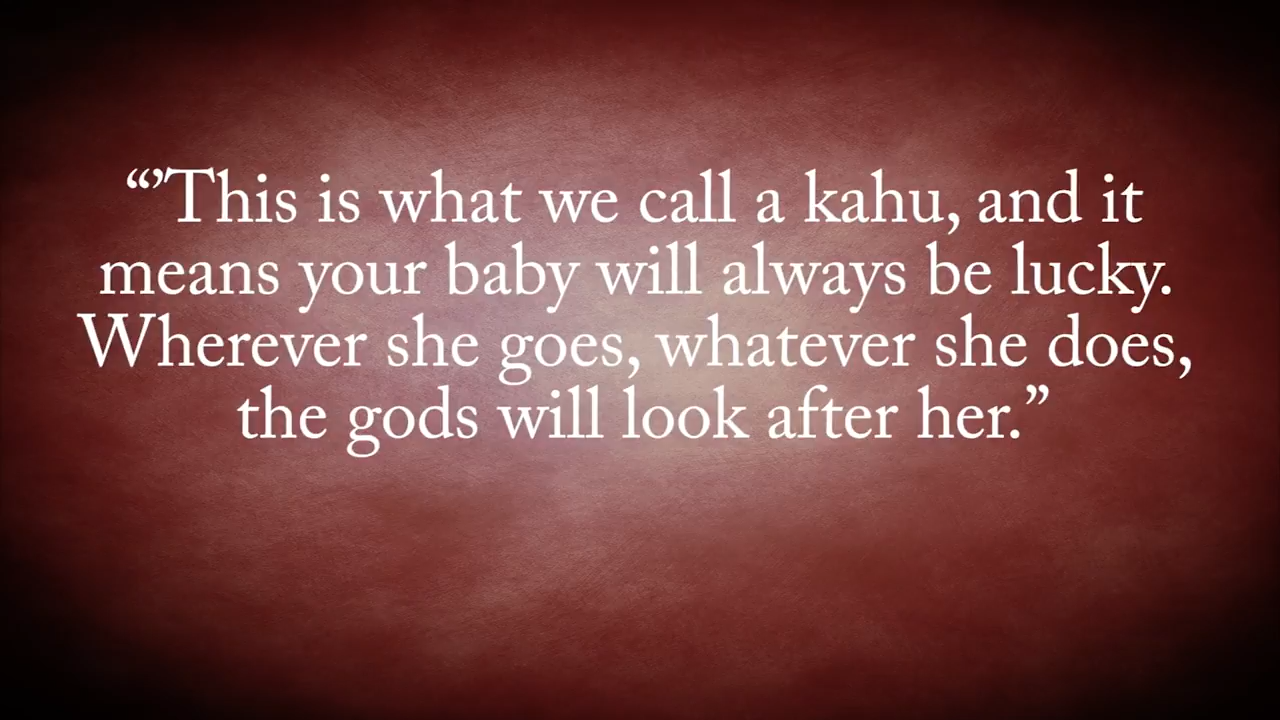 “’This is what we call a kahu, and it
means your baby will always be lucky.
Wherever she goes, whatever she does,
the gods will look after her.”